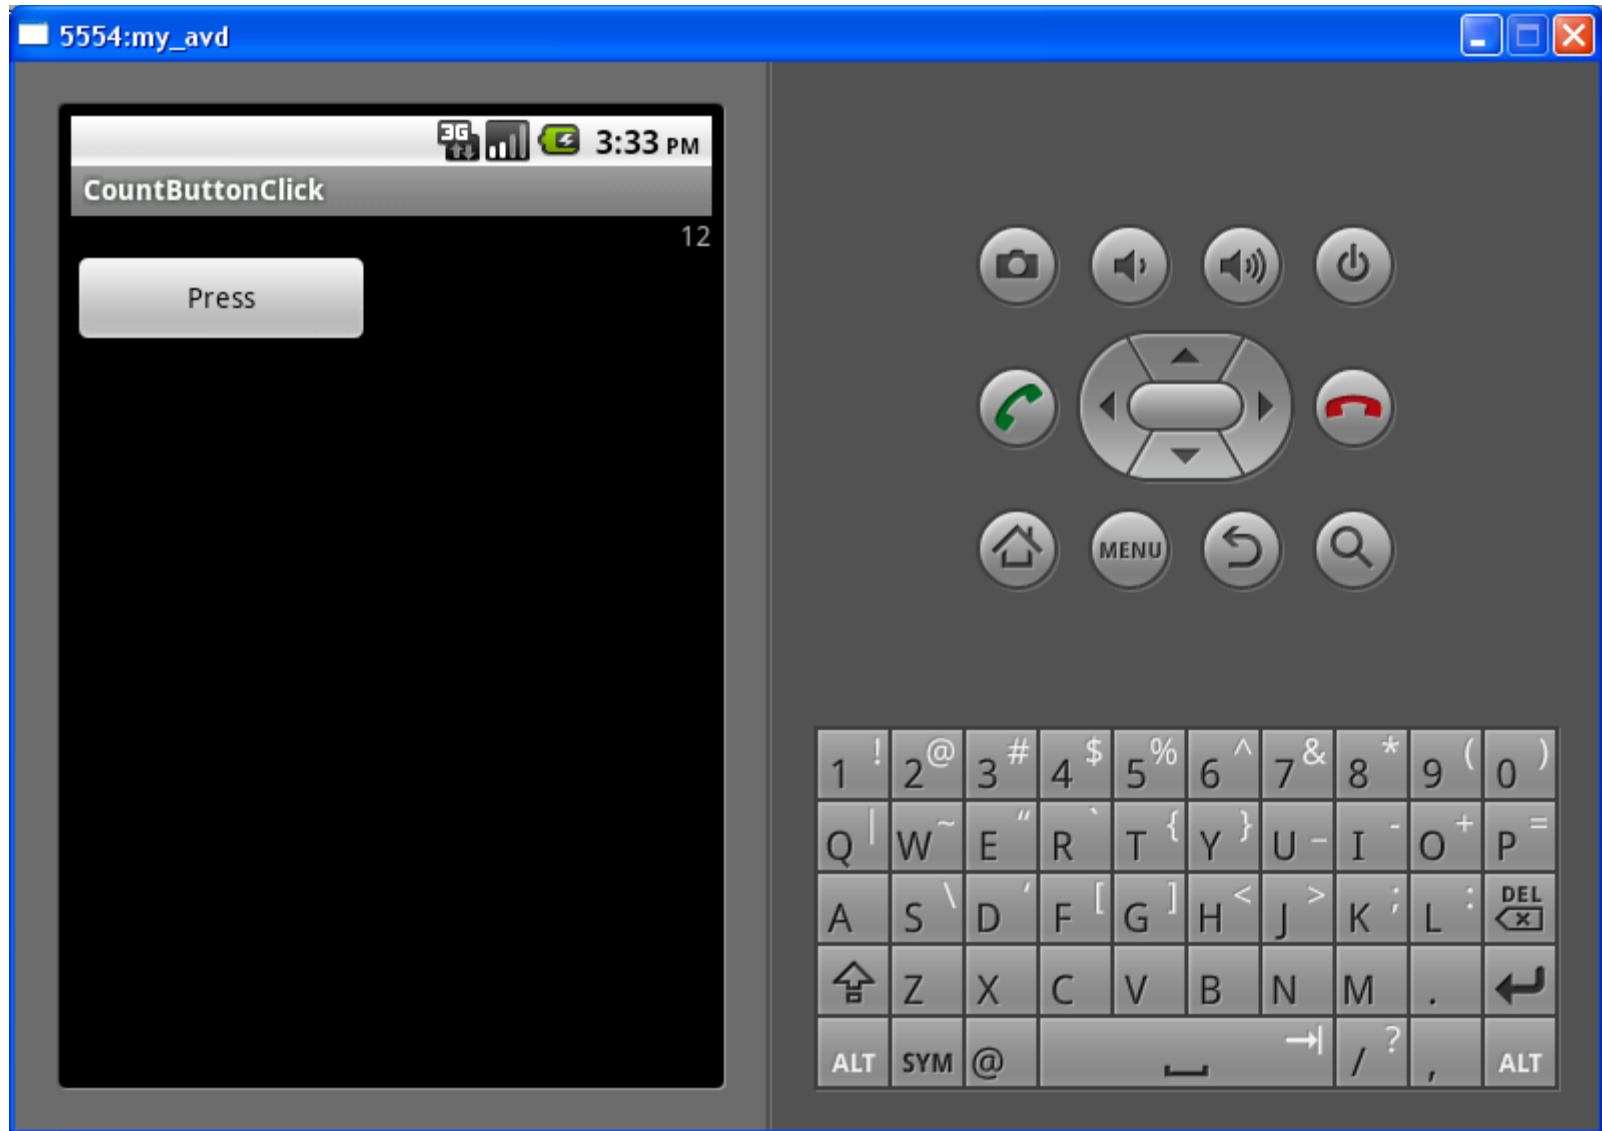 5554:my_avd
3G 3:33 PM
CountButtonClick
12
Press
MENU
1 ! 2 @ 3 # 4 $ 5 % 6 ^ 7 & 8 * 9 ( 0 )
Q | W ~ E " R ` T { Y } U _ I - O + P =
A S \ D ' F [ G ] H < J > K ; L : DEL
Z X C V B N M .
ALT SYM @ / ? , ALT